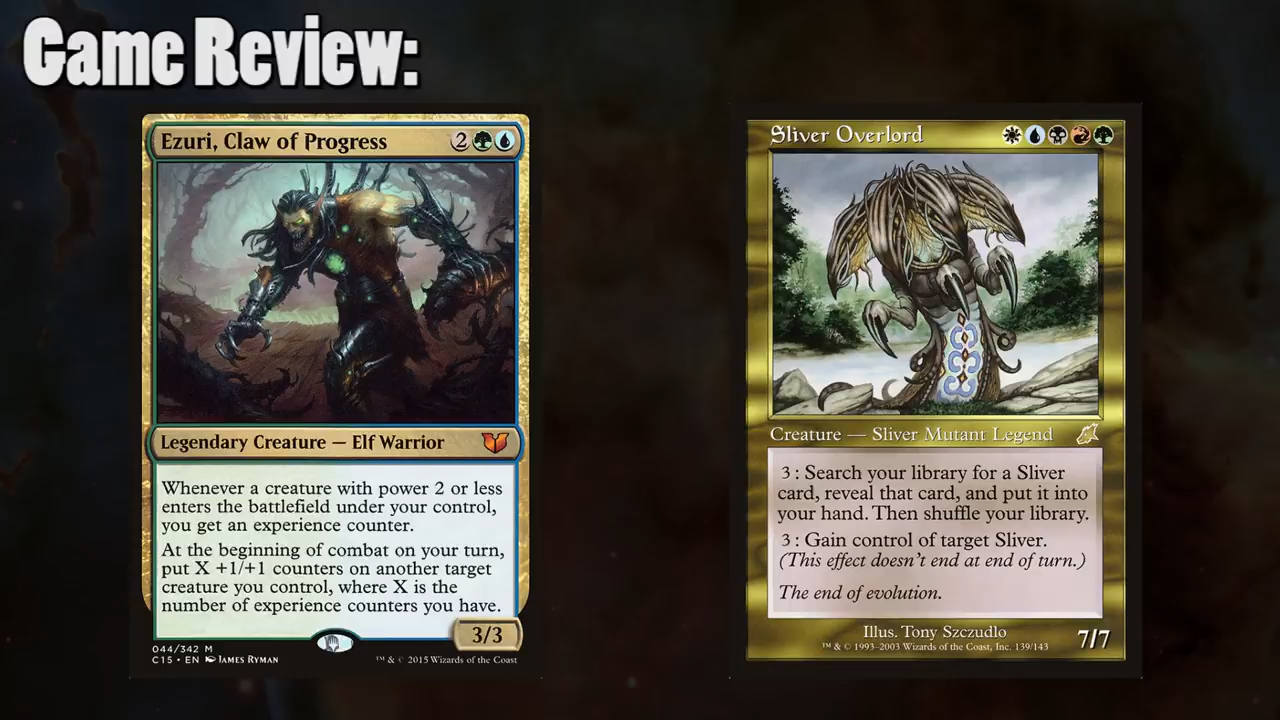 Game Review:
Ezuri, Claw of Progress 2
Legendary Creature — Elf Warrior
Whenever a creature with power 2 or less
enters the battlefield under your control,
you get an experience counter.
At the beginning of combat on your turn,
put X +1/+1 counters on another target
creature you control, where X is the
number of experience counters you have.
3/3
044/342 M
C15 • EN JAMES RYMAN
™ & © 2015 Wizards of the Coast
Sliver Overlord
Creature — Sliver Mutant Legend
3: Search your library for a Sliver
card, reveal that card, and put it into
your hand. Then shuffle your library.
3: Gain control of target Sliver.
(This effect doesn't end at end of turn.)
The end of evolution.
Illus. Tony Szczudlo
™ & © 1993–2003 Wizards of the Coast, Inc. 139/143
7/7